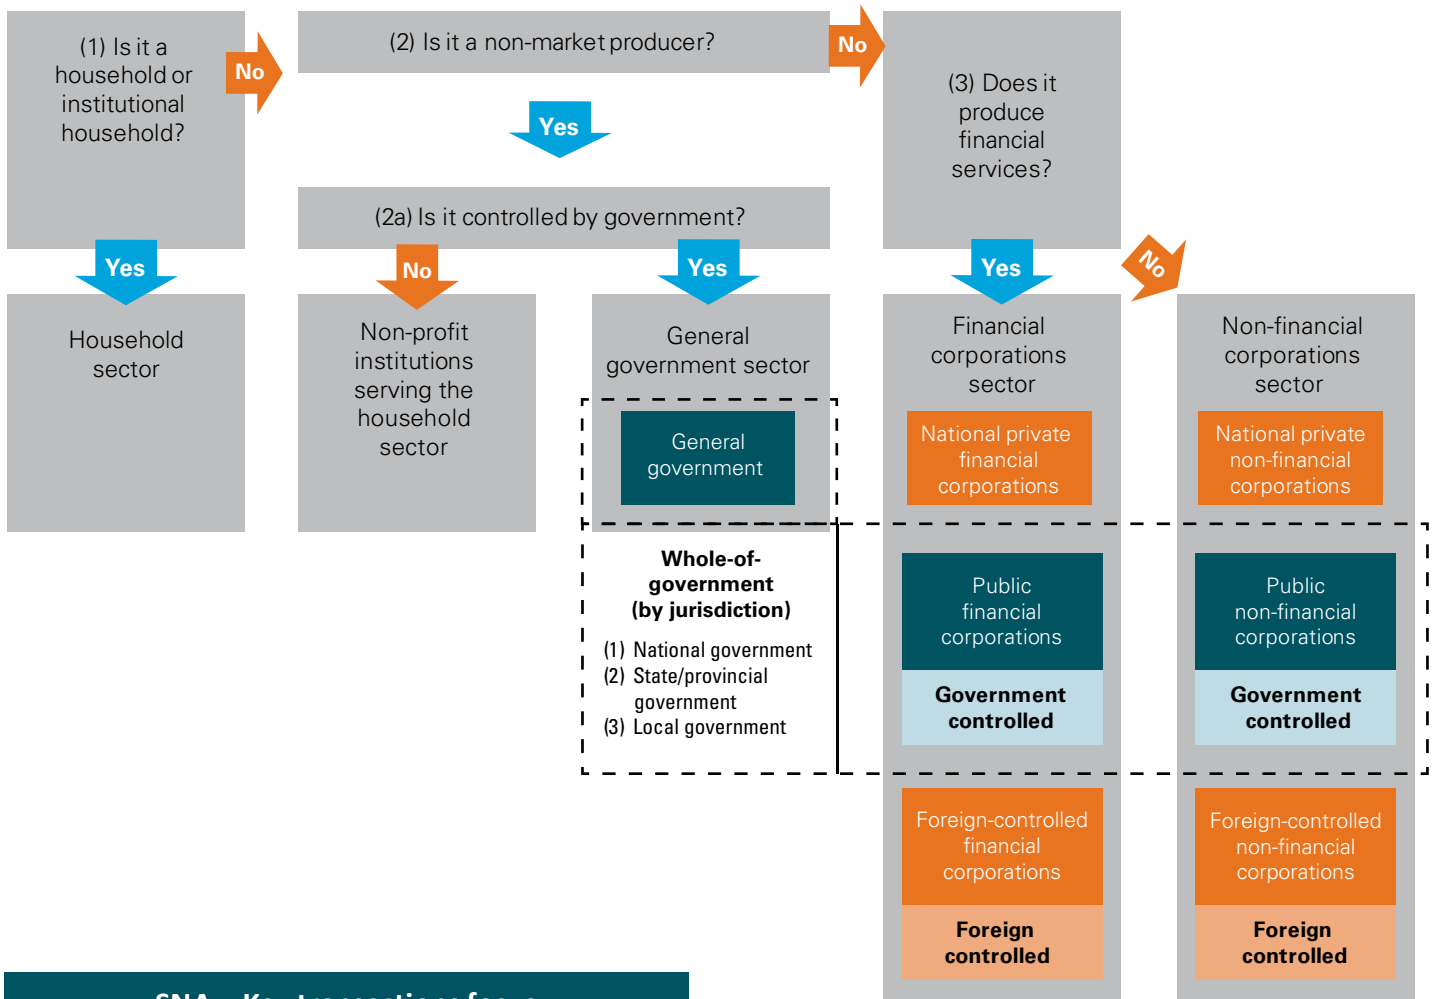 (1) Is it a
household or
institutional
household?
No
(2) Is it a non-market producer?
No
(3) Does it
produce
financial
services?
Yes
(2a) Is it controlled by government?
Yes
No
Yes
Yes
No
Household
sector
Non-profit
institutions
serving the
household
sector
General
government sector
General
government
Financial
corporations
sector
National private
financial
corporations
Non-financial
corporations
sector
National private
non-financial
corporations
Whole-of-
government
(by jurisdiction)
(1) National government
(2) State/provincial
government
(3) Local government
Public
financial
corporations
Government
controlled
Public
non-financial
corporations
Government
controlled
Foreign-controlled
financial
corporations
Foreign
controlled
Foreign-controlled
non-financial
corporations
Foreign
controlled